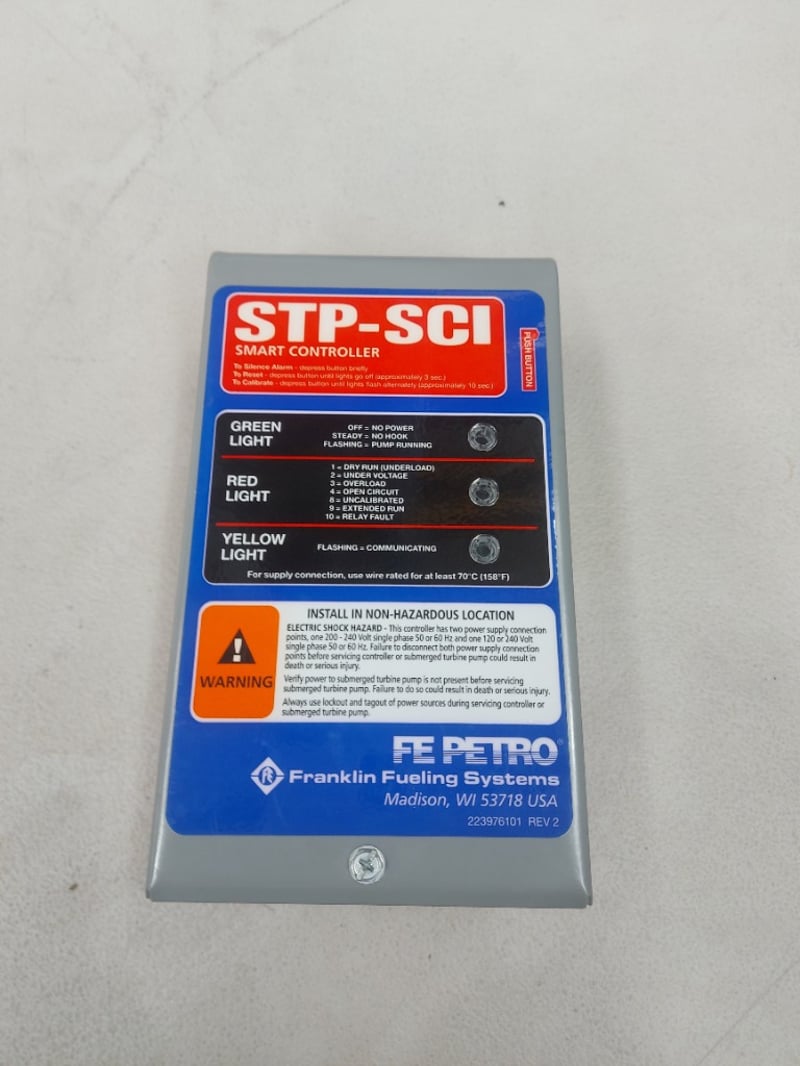 STP-SCI
SMART CONTROLLER
To Silence Alarm - depress button briefly
To Reset - depress button until lights go off (approximately 3 sec.)
To Calibrate - depress button until lights flash alternately (approximately 10 sec.)
PUSH BUTTON
GREEN
LIGHT
OFF = NO POWER
STEADY = NO HOOK
FLASHING = PUMP RUNNING
RED
LIGHT
1 = DRY RUN (UNDERLOAD)
2 = UNDER VOLTAGE
3 = OVERLOAD
4 = OPEN CIRCUIT
8 = UNCALIBRATED
9 = EXTENDED RUN
10 = RELAY FAULT
YELLOW
LIGHT
FLASHING = COMMUNICATING
For supply connection, use wire rated for at least 70°C (158°F)
WARNING
INSTALL IN NON-HAZARDOUS LOCATION
ELECTRIC SHOCK HAZARD - This controller has two power supply connection
points, one 200 - 240 Volt single phase 50 or 60 Hz and one 120 or 240 Volt
single phase 50 or 60 Hz. Failure to disconnect both power supply connection
points before servicing controller or submerged turbine pump could result in
death or serious injury.
Verify power to submerged turbine pump is not present before servicing
submerged turbine pump. Failure to do so could result in death or serious injury.
Always use lockout and tagout of power sources during servicing controller or
submerged turbine pump.
FE PETRO®
Franklin Fueling Systems
Madison, WI 53718 USA
223976101 REV 2